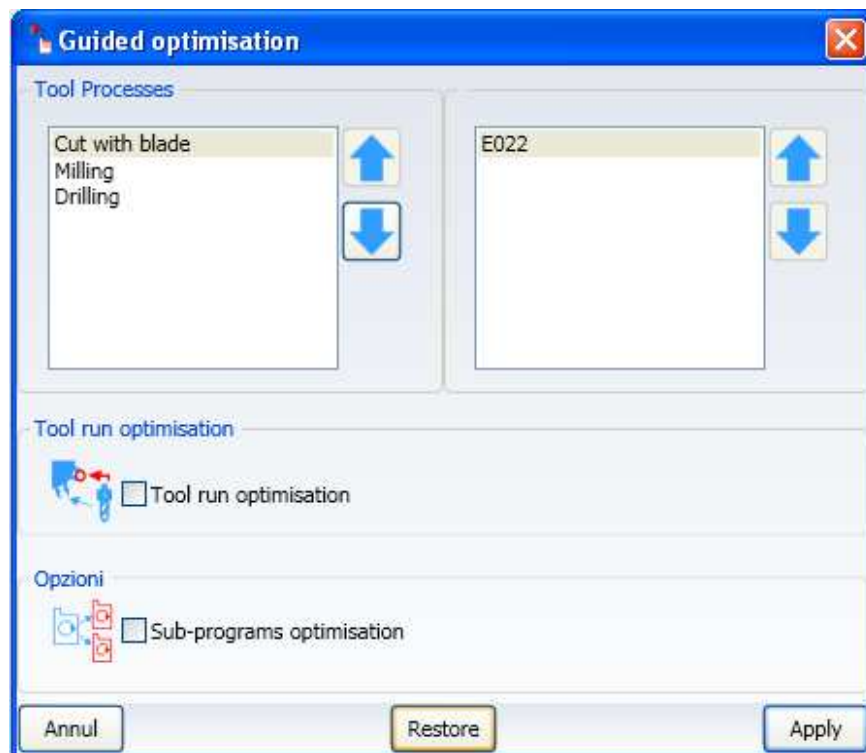 Guided optimisation
Tool Processes
Cut with blade
Milling
Drilling
E022
Tool run optimisation
Tool run optimisation
Opzioni
Sub-programs optimisation
Annul
Restore
Apply